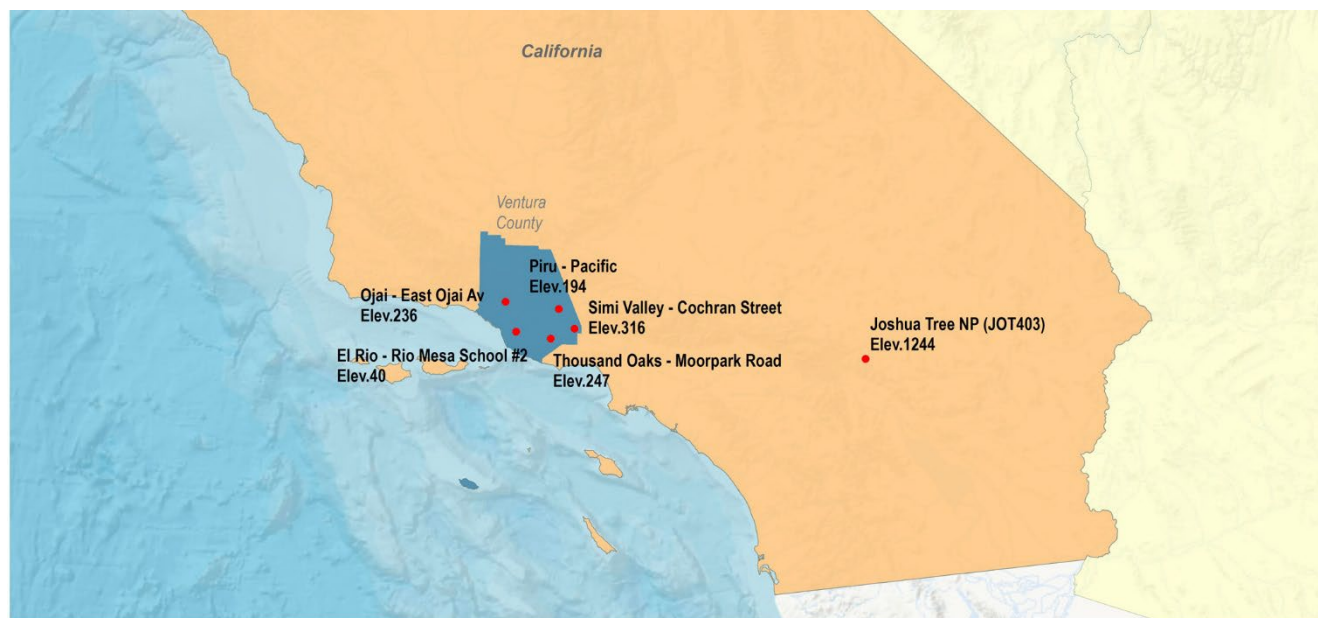 California
Ventura
County
Piru - Pacific
Elev.194
Ojai - East Ojai Av
Elev.236
Simi Valley - Cochran Street
Elev.316
Joshua Tree NP (JOT403)
Elev.1244
El Rio - Rio Mesa School #2
Elev.40
Thousand Oaks - Moorpark Road
Elev.247